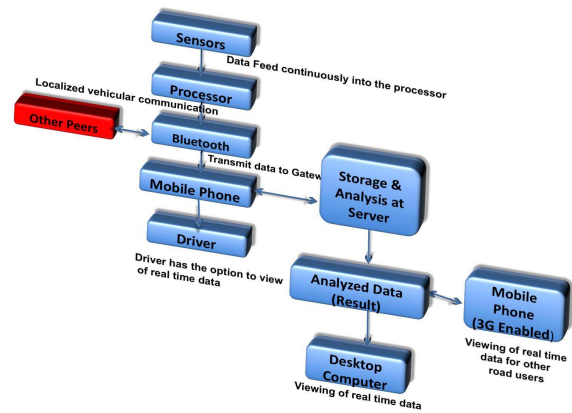 Sensors
Data Feed continuously into the processor
Processor
Localized vehicular communication
Other Peers
Bluetooth
Transmit data to Gatew
Mobile Phone
Storage &
Analysis at
Server
Driver
Driver has the option to view
of real time data
Analyzed Data
(Result)
Mobile
Phone
(3G Enabled)
Viewing of real time
data for other
road users
Desktop
Computer
Viewing of real time data